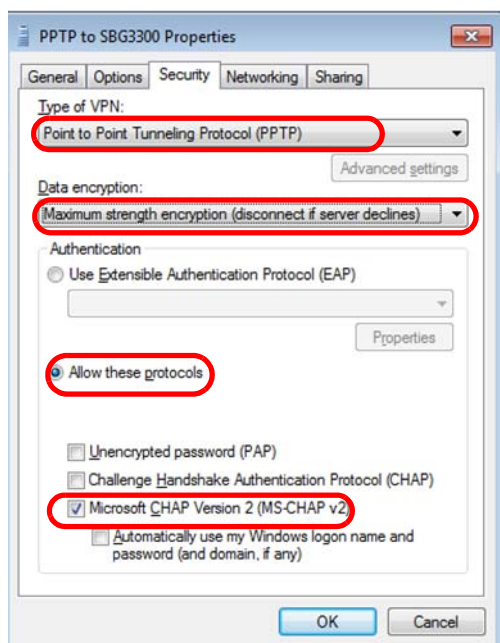 PPTP to SBG3300 Properties
General Options Security Networking Sharing
Type of VPN:
Point to Point Tunneling Protocol (PPTP)
Advanced settings
Data encryption:
Maximum strength encryption (disconnect if server declines)
Authentication
Use Extensible Authentication Protocol (EAP)
Properties
Allow these protocols
Unencrypted password (PAP)
Challenge Handshake Authentication Protocol (CHAP)
Microsoft CHAP Version 2 (MS-CHAP v2)
Automatically use my Windows logon name and
password (and domain, if any)
OK Cancel